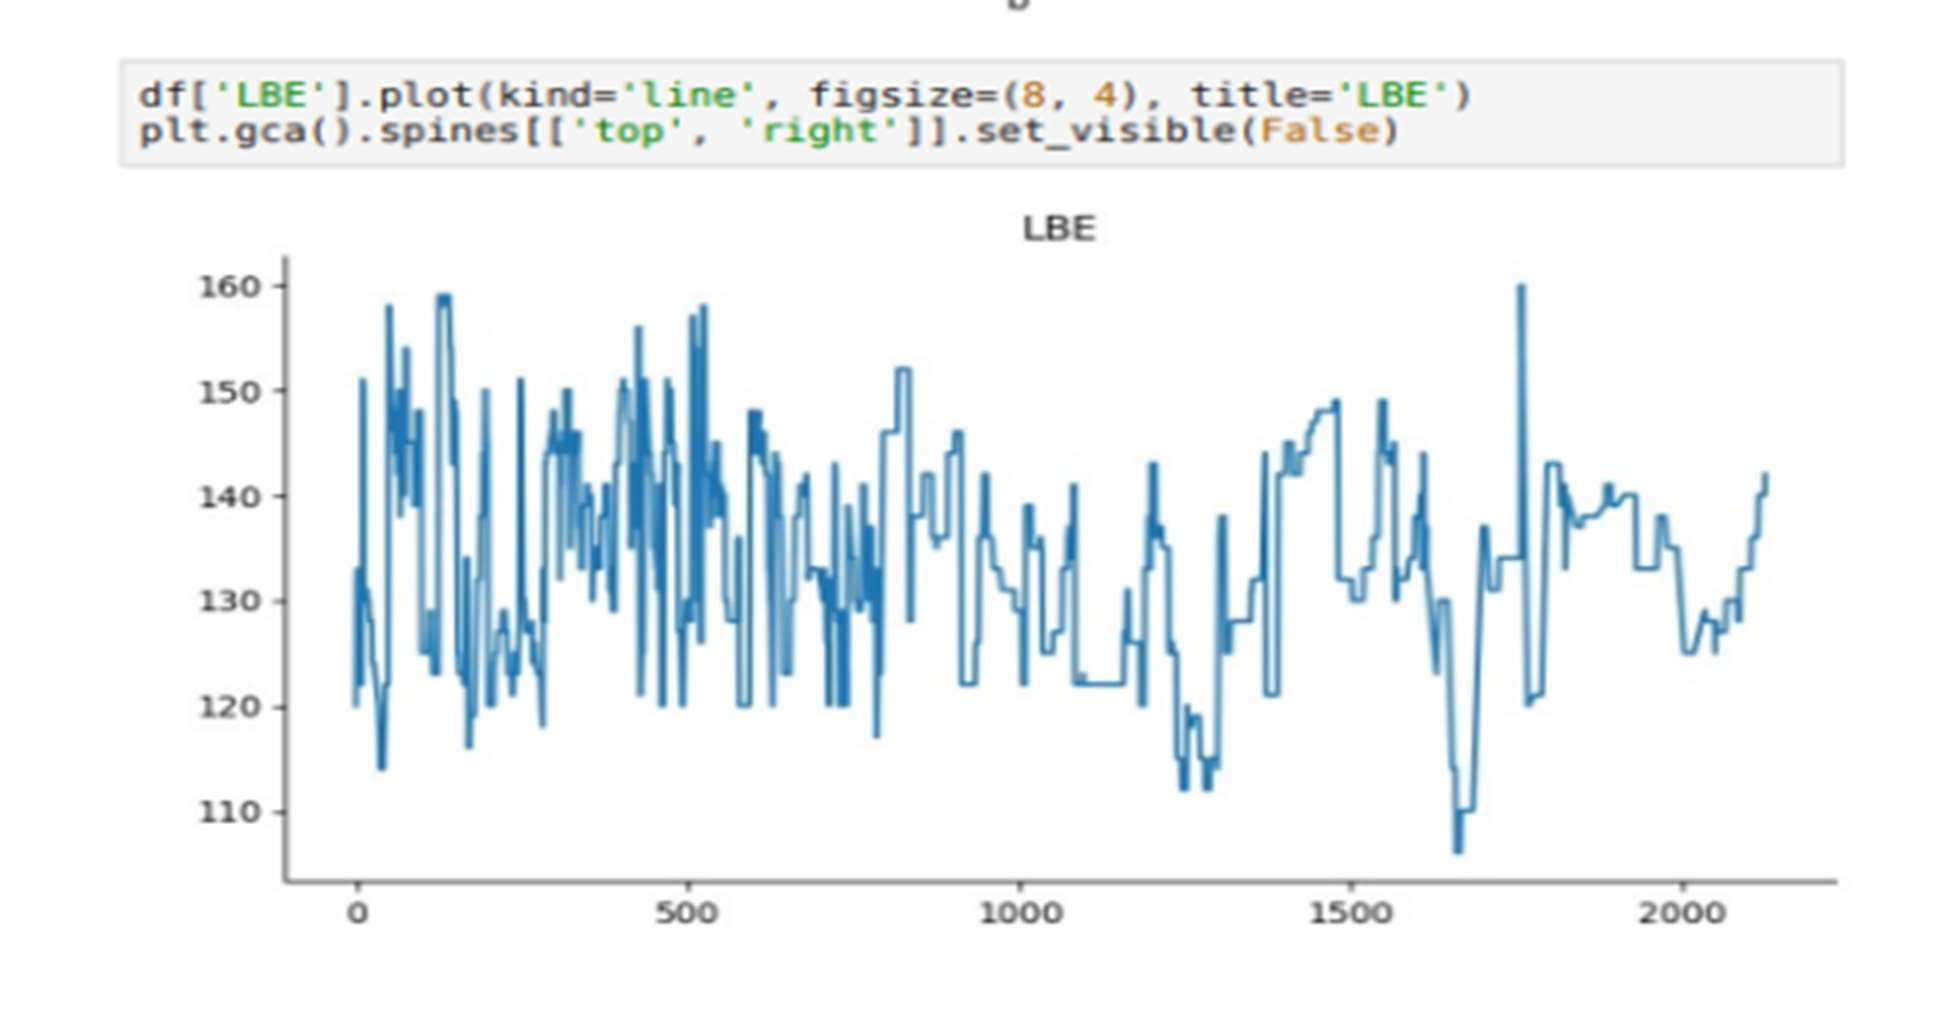 df['LBE'].plot(kind='line', figsize=(8, 4), title='LBE')
plt.gca().spines[['top', 'right']].set_visible(False)
LBE
160
150
140
130
120
110
0 500 1000 1500 2000